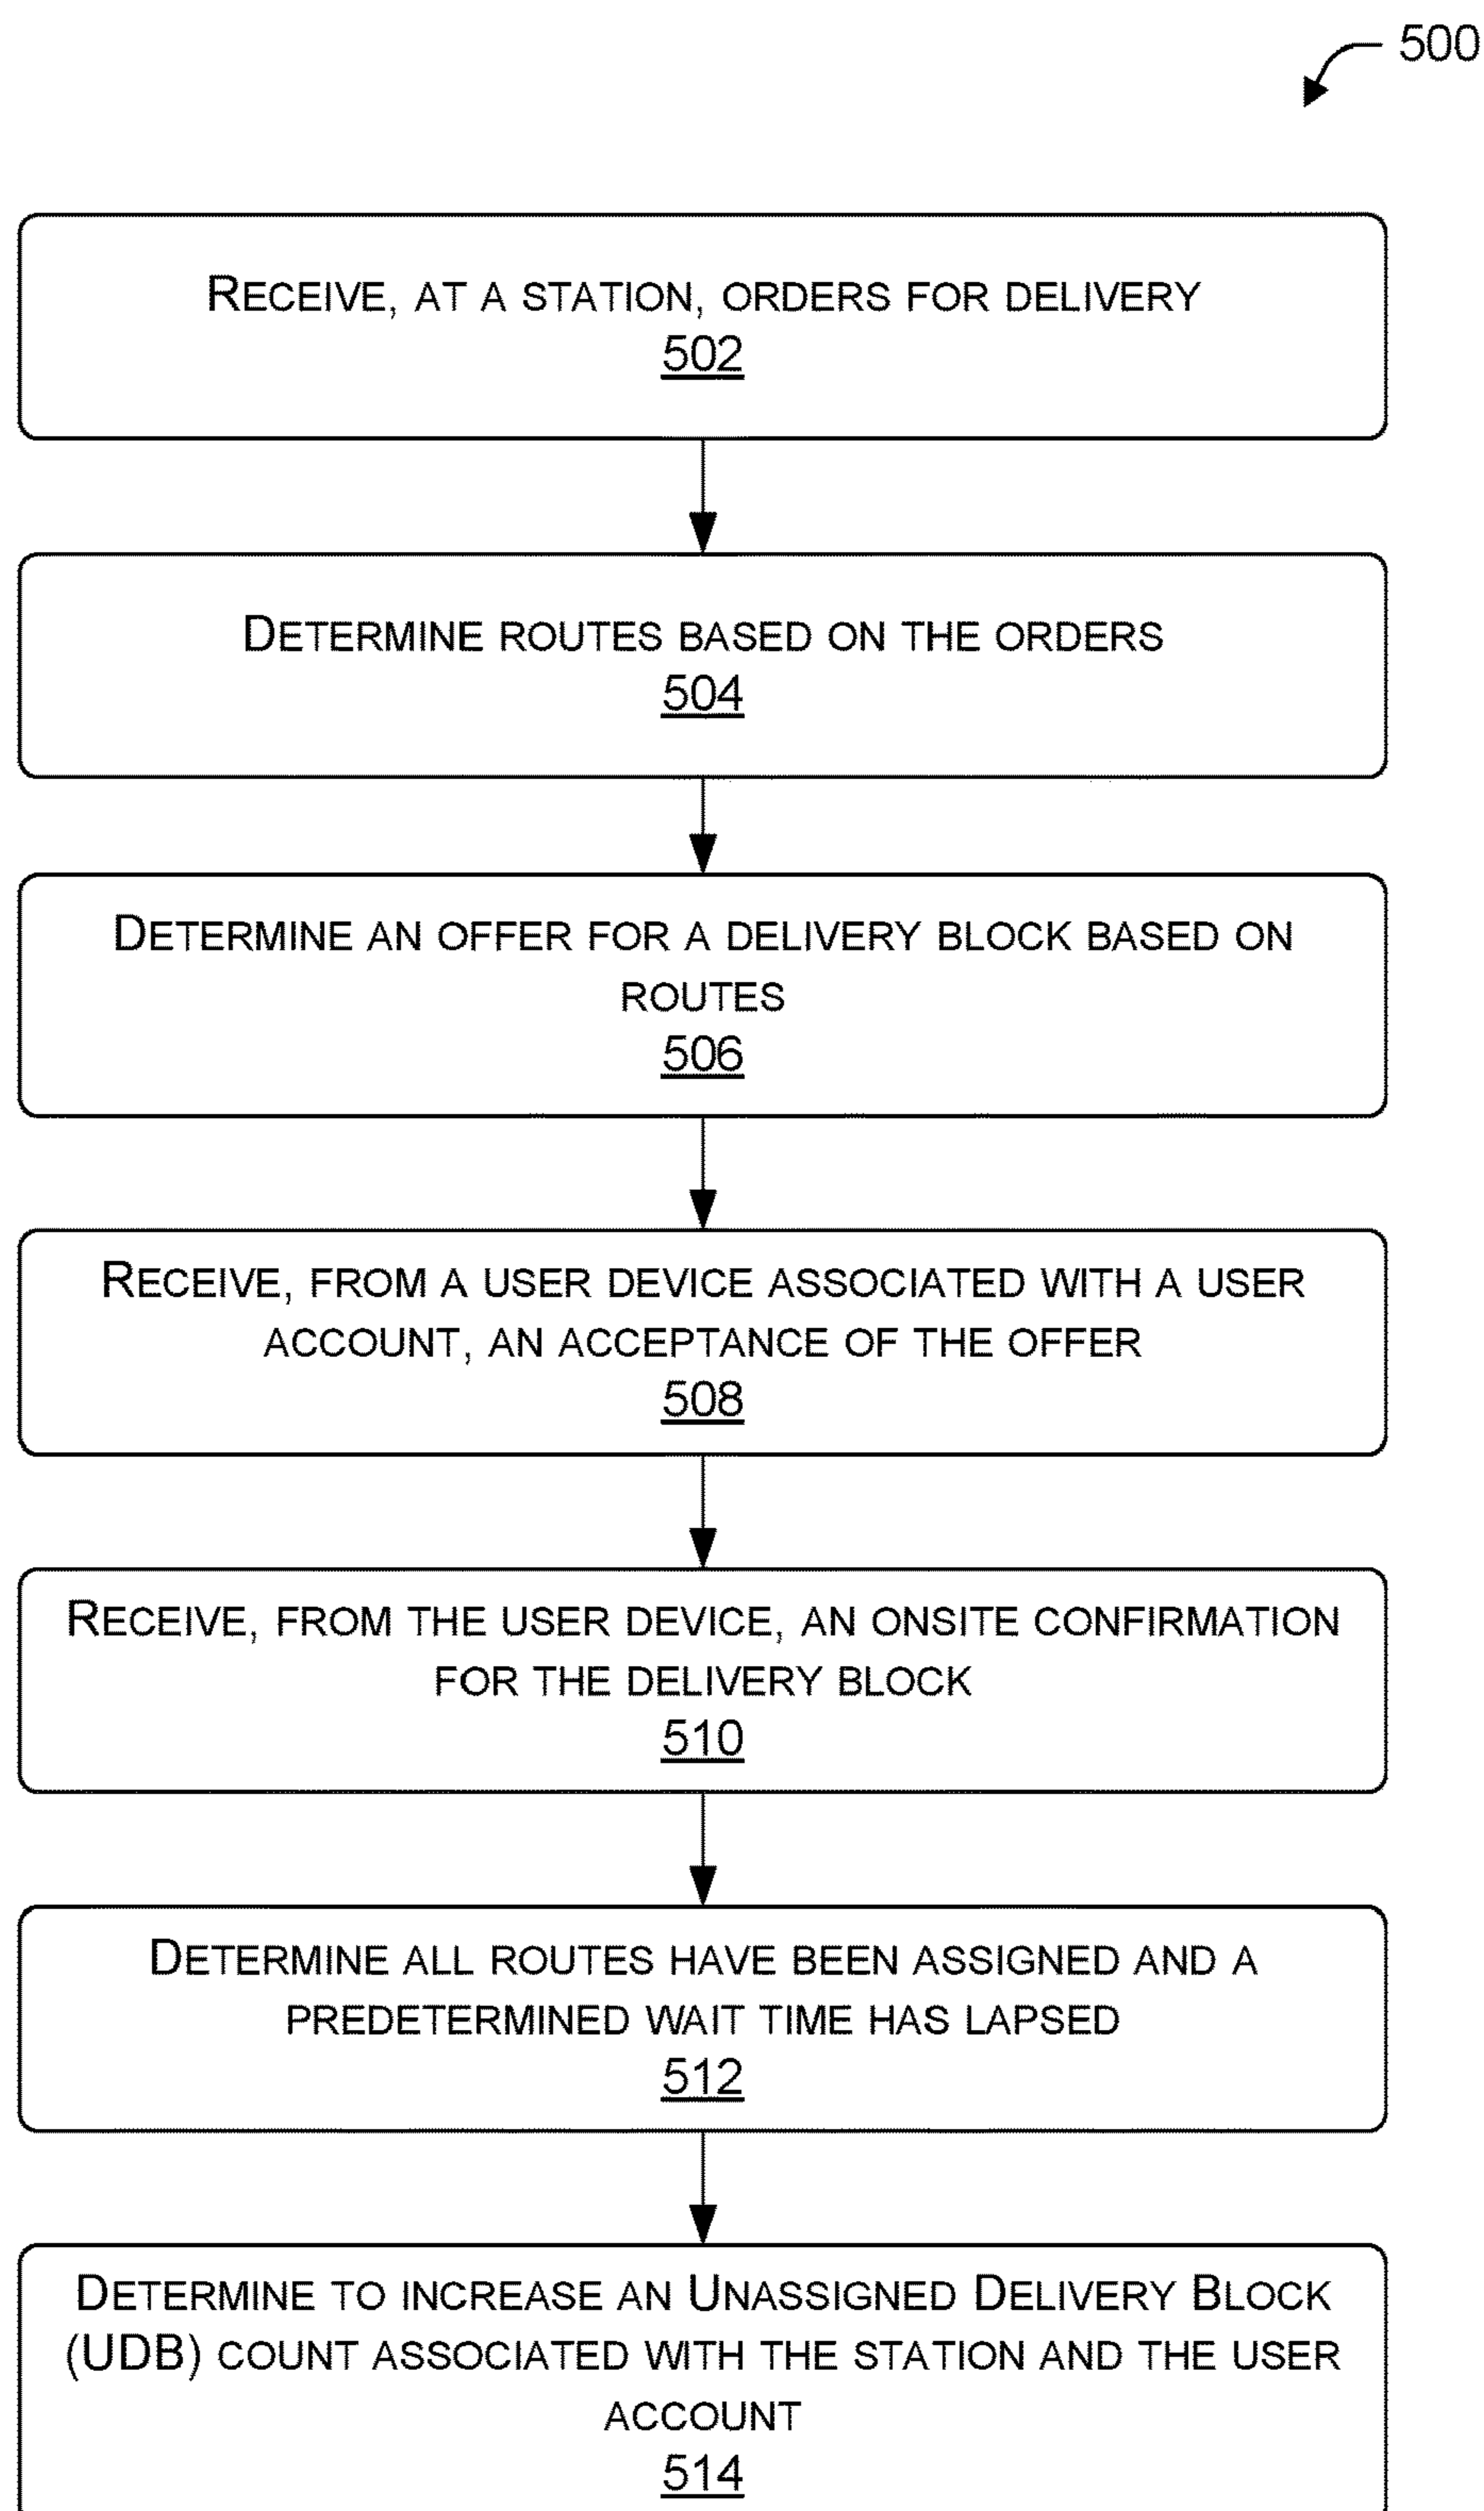 500
RECEIVE, AT A STATION, ORDERS FOR DELIVERY
502
DETERMINE ROUTES BASED ON THE ORDERS
504
DETERMINE AN OFFER FOR A DELIVERY BLOCK BASED ON
ROUTES
506
RECEIVE, FROM A USER DEVICE ASSOCIATED WITH A USER
ACCOUNT, AN ACCEPTANCE OF THE OFFER
508
RECEIVE, FROM THE USER DEVICE, AN ONSITE CONFIRMATION
FOR THE DELIVERY BLOCK
510
DETERMINE ALL ROUTES HAVE BEEN ASSIGNED AND A
PREDETERMINED WAIT TIME HAS LAPSED
512
DETERMINE TO INCREASE AN UNASSIGNED DELIVERY BLOCK
(UDB) COUNT ASSOCIATED WITH THE STATION AND THE USER
ACCOUNT
514